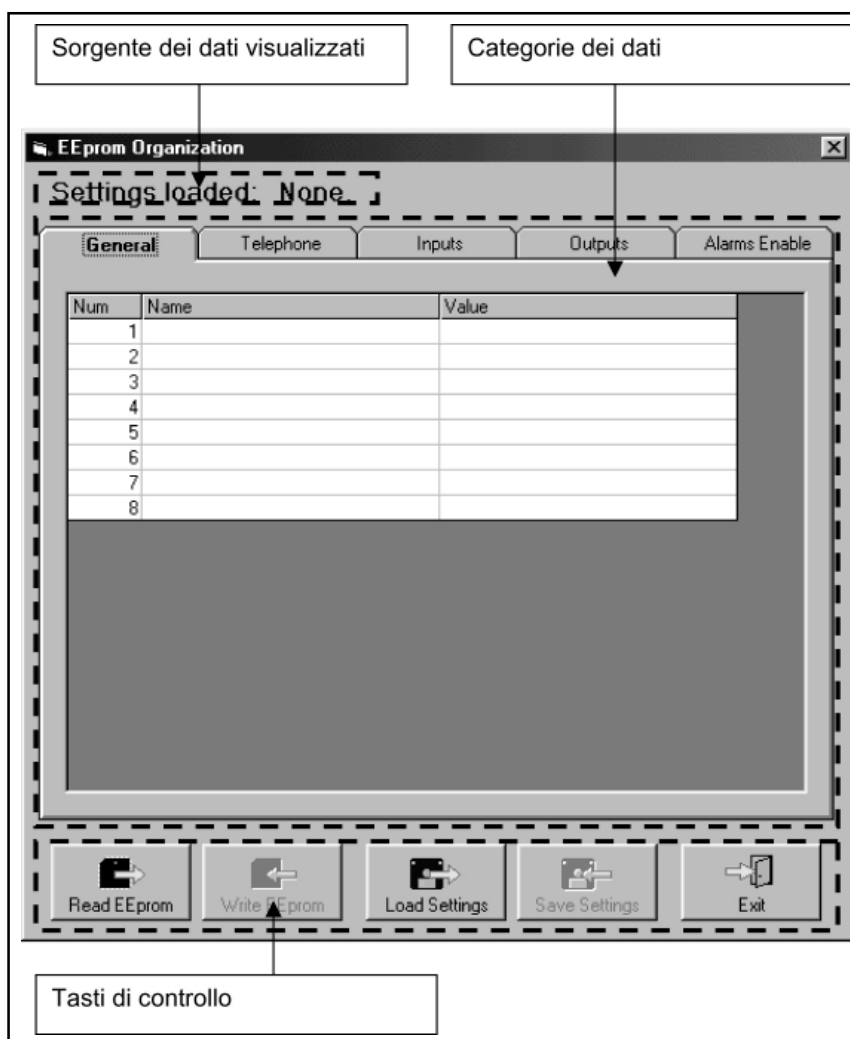 Sorgente dei dati visualizzati
Categorie dei dati
EEprom Organization
Settings loaded: None.
General Telephone Inputs Outputs Alarms Enable
Num Name Value
1
2
3
4
5
6
7
8
Read EEprom Write EEprom Load Settings Save Settings Exit
Tasti di controllo